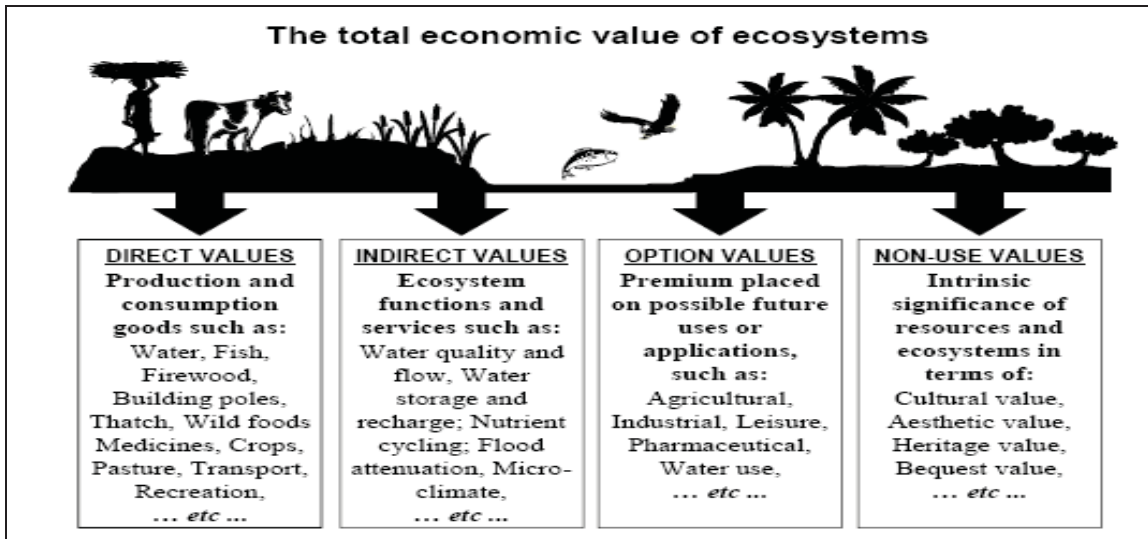 The total economic value of ecosystems
DIRECT VALUES
Production and
consumption
goods such as:
Water, Fish,
Firewood,
Building poles,
Thatch, Wild foods
Medicines, Crops,
Pasture, Transport,
Recreation,
… etc ...
INDIRECT VALUES
Ecosystem
functions and
services such as:
Water quality and
flow, Water
storage and
recharge; Nutrient
cycling; Flood
attenuation, Micro-
climate,
… etc ...
OPTION VALUES
Premium placed
on possible future
uses or
applications,
such as:
Agricultural,
Industrial, Leisure,
Pharmaceutical,
Water use,
… etc ...
NON-USE VALUES
Intrinsic
significance of
resources and
ecosystems in
terms of:
Cultural value,
Aesthetic value,
Heritage value,
Bequest value,
… etc ...